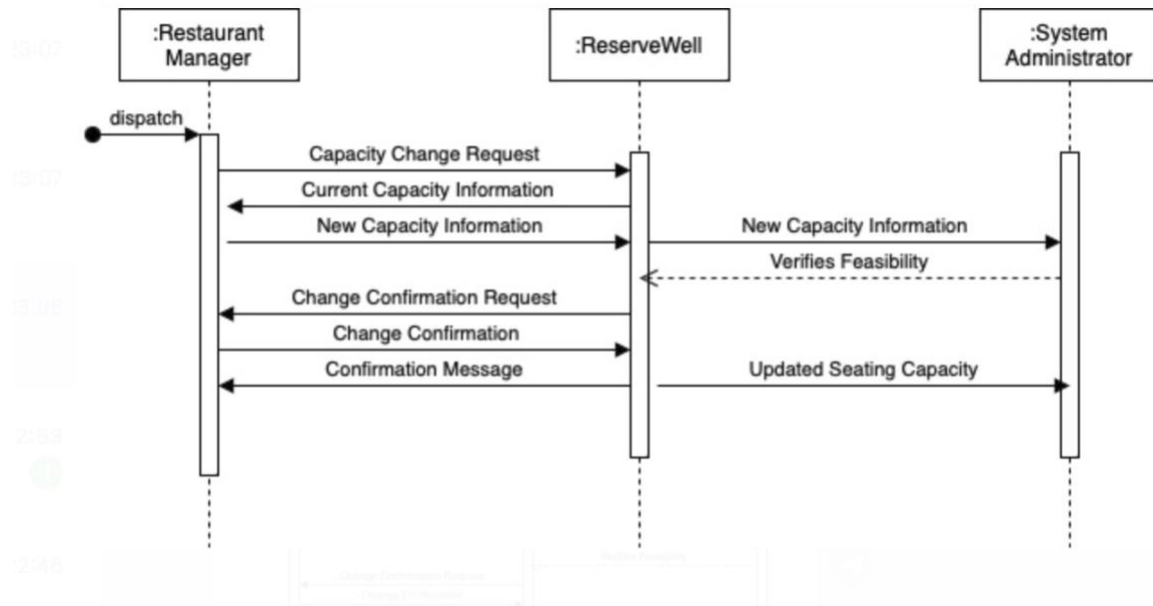 :Restaurant
Manager
:ReserveWell
:System
Administrator
dispatch
Capacity Change Request
Current Capacity Information
New Capacity Information
New Capacity Information
Verifies Feasibility
Change Confirmation Request
Change Confirmation
Confirmation Message
Updated Seating Capacity